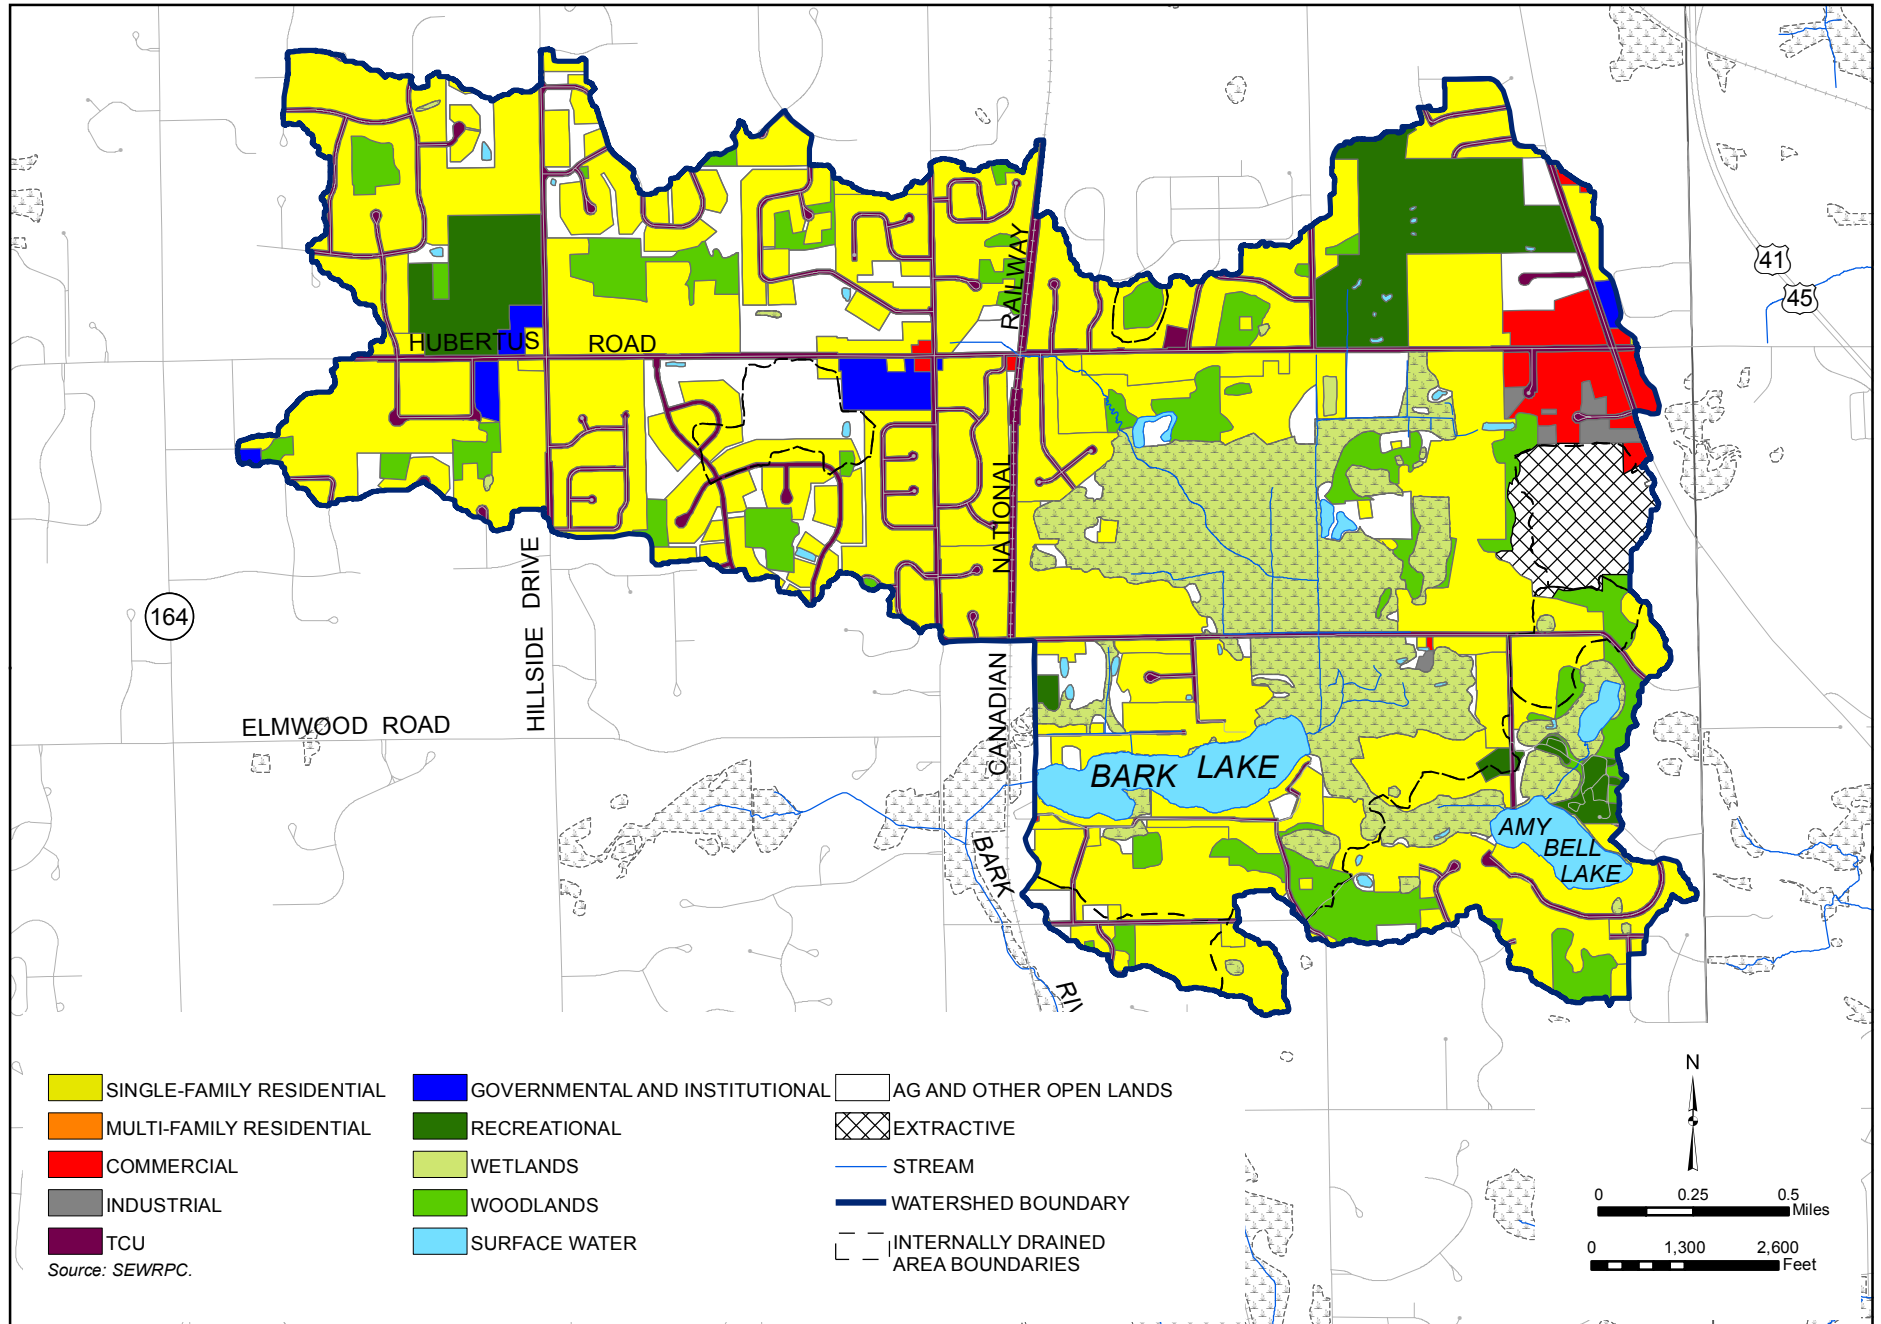 41
45
RAILWAY
HUBERTUS ROAD
NATIONAL
HILLSIDE DRIVE
164
CANADIAN
ELMWOOD ROAD
BARK LAKE
AMY
BELL
LAKE
BARK
RIV
SINGLE-FAMILY RESIDENTIAL
MULTI-FAMILY RESIDENTIAL
COMMERCIAL
INDUSTRIAL
TCU
GOVERNMENTAL AND INSTITUTIONAL
RECREATIONAL
WETLANDS
WOODLANDS
SURFACE WATER
AG AND OTHER OPEN LANDS
EXTRACTIVE
STREAM
WATERSHED BOUNDARY
INTERNALLY DRAINED
AREA BOUNDARIES
Source: SEWRPC.
N
0 0.25 0.5
Miles
0 1,300 2,600
Feet